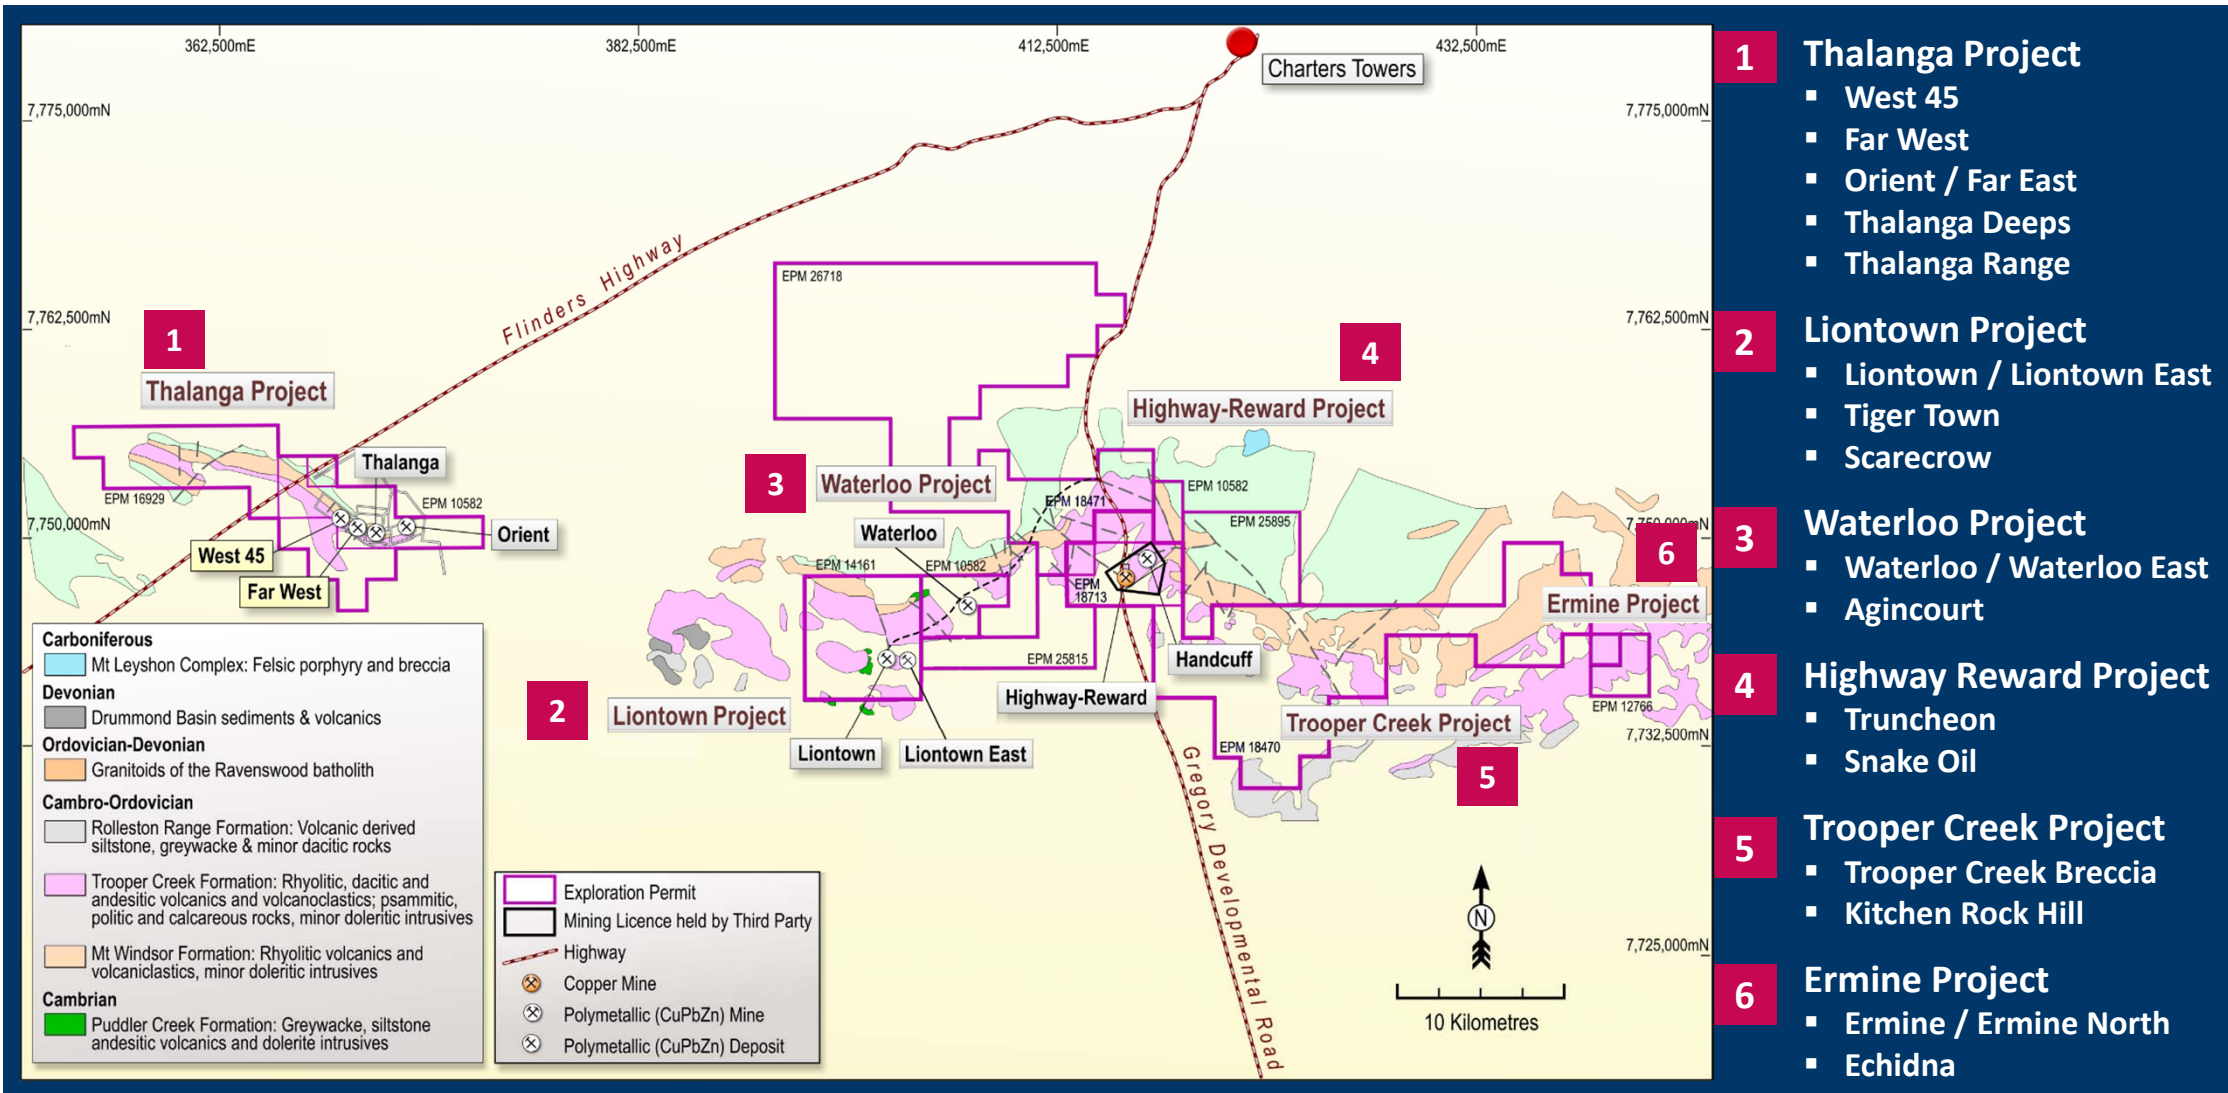 362,500mE
382,500mE
412,500mE
432,500mE
Charters Towers
7,775,000mN
7,775,000mN
Flinders Highway
EPM 26718
7,762,500mN
7,762,500mN
1
4
Thalanga Project
Highway-Reward Project
Thalanga
3
Waterloo Project
EPM 16929
EPM 10582
EPM 18471
EPM 10582
7,750,000mN
EPM 25895
7,750,000mN
Orient
Waterloo
West 45
6
Far West
EPM 14161
EPM 10582
EPM
18713
Ermine Project
Handcuff
EPM 25815
Highway-Reward
2
Liontown Project
EPM 12766
Trooper Creek Project
EPM 18470
7,732,500mN
Liontown
Liontown East
5
Gregory Developmental Road
7,725,000mN
N
10 Kilometres
Carboniferous
Mt Leyshon Complex: Felsic porphyry and breccia
Devonian
Drummond Basin sediments & volcanics
Ordovician-Devonian
Granitoids of the Ravenswood batholith
Cambro-Ordovician
Rolleston Range Formation: Volcanic derived
siltstone, greywacke & minor dacitic rocks
Trooper Creek Formation: Rhyolitic, dacitic and
andesitic volcanics and volcanoclastics; psammitic,
politic and calcareous rocks, minor doleritic intrusives
Mt Windsor Formation: Rhyolitic volcanics and
volcaniclastics, minor doleritic intrusives
Cambrian
Puddler Creek Formation: Greywacke, siltstone
andesitic volcanics and dolerite intrusives
Exploration Permit
Mining Licence held by Third Party
Highway
Copper Mine
Polymetallic (CuPbZn) Mine
Polymetallic (CuPbZn) Deposit
1 Thalanga Project
▪ West 45
▪ Far West
▪ Orient / Far East
▪ Thalanga Deeps
▪ Thalanga Range
2 Liontown Project
▪ Liontown / Liontown East
▪ Tiger Town
▪ Scarecrow
3 Waterloo Project
▪ Waterloo / Waterloo East
▪ Agincourt
4 Highway Reward Project
▪ Truncheon
▪ Snake Oil
5 Trooper Creek Project
▪ Trooper Creek Breccia
▪ Kitchen Rock Hill
6 Ermine Project
▪ Ermine / Ermine North
▪ Echidna